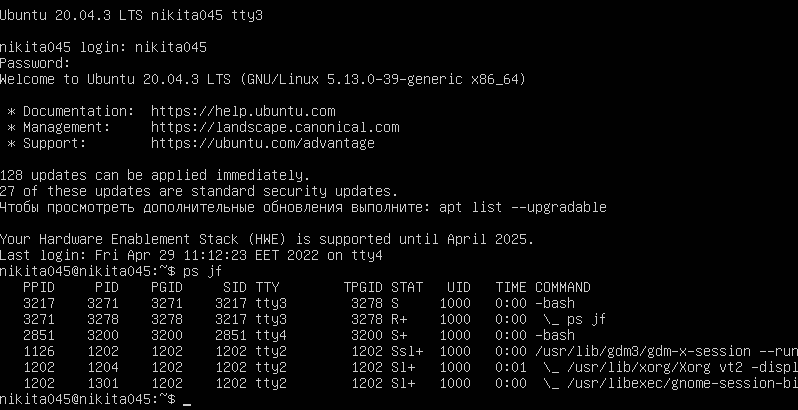 Ubuntu 20.04.3 LTS nikita045 tty3
nikita045 login: nikita045
Password:
Welcome to Ubuntu 20.04.3 LTS (GNU/Linux 5.13.0-39-generic x86_64)
* Documentation:  https://help.ubuntu.com
* Management:     https://landscape.canonical.com
* Support:        https://ubuntu.com/advantage
128 updates can be applied immediately.
27 of these updates are standard security updates.
Чтобы просмотреть дополнительные обновления выполните: apt list --upgradable
Your Hardware Enablement Stack (HWE) is supported until April 2025.
Last login: Fri Apr 29 11:12:23 EET 2022 on tty4
nikita045@nikita045:~$ ps jf
PPID PID PGID SID TTY TPGID STAT UID TIME COMMAND
3217 3271 3271 3217 tty3 3278 S 1000 0:00 -bash
3271 3278 3278 3217 tty3 3278 R+ 1000 0:00 \_ ps jf
2851 3200 3200 2851 tty4 3200 S+ 1000 0:00 -bash
1126 1202 1202 1202 tty2 1202 Ssl+ 1000 0:00 /usr/lib/gdm3/gdm-x-session --run
1202 1204 1202 1202 tty2 1202 Sl+ 1000 0:01 \_ /usr/lib/xorg/Xorg vt2 -displ
1202 1301 1202 1202 tty2 1202 Sl+ 1000 0:00 \_ /usr/libexec/gnome-session-bi
nikita045@nikita045:~$ _